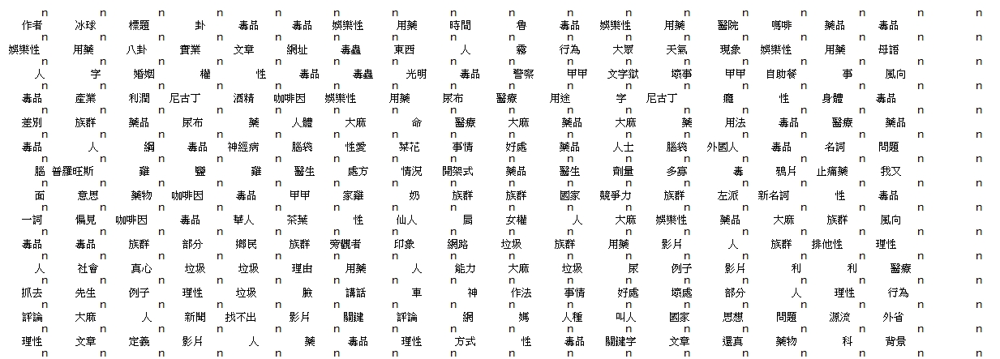 n n n n n n n n n n n n n n n n n
作者 冰球 標題 卦 毒品 毒品 娛樂性 用藥 時間 魯 毒品 娛樂性 用藥 醫院 嗎啡 藥品 毒品
n n n n n n n n n n n n n n n n n
娛樂性 用藥 八卦 實業 文章 網址 毒蟲 東西 人 霧 行為 大眾 天氣 現象 娛樂性 用藥 母語
n n n n n n n n n n n n n n n n n
人 字 婚姻 權 性 毒品 毒蟲 光明 毒品 警察 甲甲 文字獄 壞事 甲甲 自助餐 事 風向
n n n n n n n n n n n n n n n n n
毒品 產業 利潤 尼古丁 酒精 咖啡因 娛樂性 用藥 尿布 醫療 用途 字 尼古丁 癮 性 身體 毒品
n n n n n n n n n n n n n n n n n
差別 族群 藥品 尿布 藥 人體 大麻 命 醫療 大麻 藥品 大麻 藥 用法 毒品 醫療 藥品
n n n n n n n n n n n n n n n n n
毒品 人 綱 毒品 神經病 腦袋 性愛 菜花 事情 好處 藥品 人士 腦袋 外國人 毒品 名詞 問題
n n n n n n n n n n n n n n n n n
腦 普羅旺斯 雞 鹽 雞 醫生 處方 情況 開架式 藥品 醫生 劑量 多寡 毒 鴉片 止痛藥 我又
n n n n n n n n n n n n n n n n n
面 意思 藥物 咖啡因 毒品 甲甲 家雞 奶 族群 族群 國家 競爭力 族群 左派 新名詞 性 毒品
n n n n n n n n n n n n n n n n n
一詞 偏見 咖啡因 毒品 華人 茶葉 性 仙人 局 女權 人 大麻 娛樂性 藥品 大麻 族群 風向
n n n n n n n n n n n n n n n n n
毒品 毒品 族群 部分 鄉民 族群 旁觀者 印象 網路 垃圾 族群 用藥 影片 人 族群 排他性 理性
n n n n n n n n n n n n n n n n n
人 社會 真心 垃圾 垃圾 理由 用藥 人 能力 大麻 垃圾 尿 例子 影片 利 利 醫療
n n n n n n n n n n n n n n n n n
抓去 先生 例子 理性 垃圾 臉 講話 車 神 作法 事情 好處 壞處 部分 人 理性 行為
n n n n n n n n n n n n n n n n n
評論 大麻 人 新聞 找不出 影片 關鍵 評論 網 媽 人種 叫人 國家 思想 問題 源流 外省
n n n n n n n n n n n n n n n n n
理性 文章 定義 影片 人 藥 毒品 理性 方式 性 毒品 關鍵字 文章 還真 藥物 科 背景
n n n n n n n n n n n n n n n n n